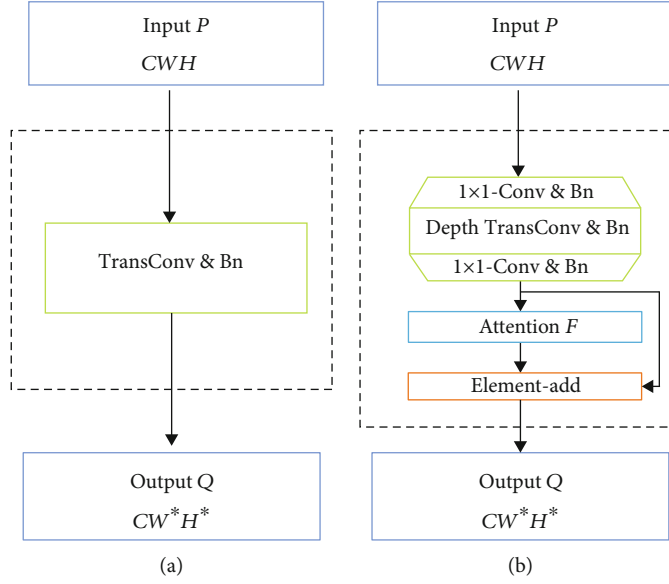 Input P
CWH
TransConv & Bn
Output Q
CW*H*
(a)
Input P
CWH
1×1-Conv & Bn
Depth TransConv & Bn
1×1-Conv & Bn
Attention F
Element-add
Output Q
CW*H*
(b)